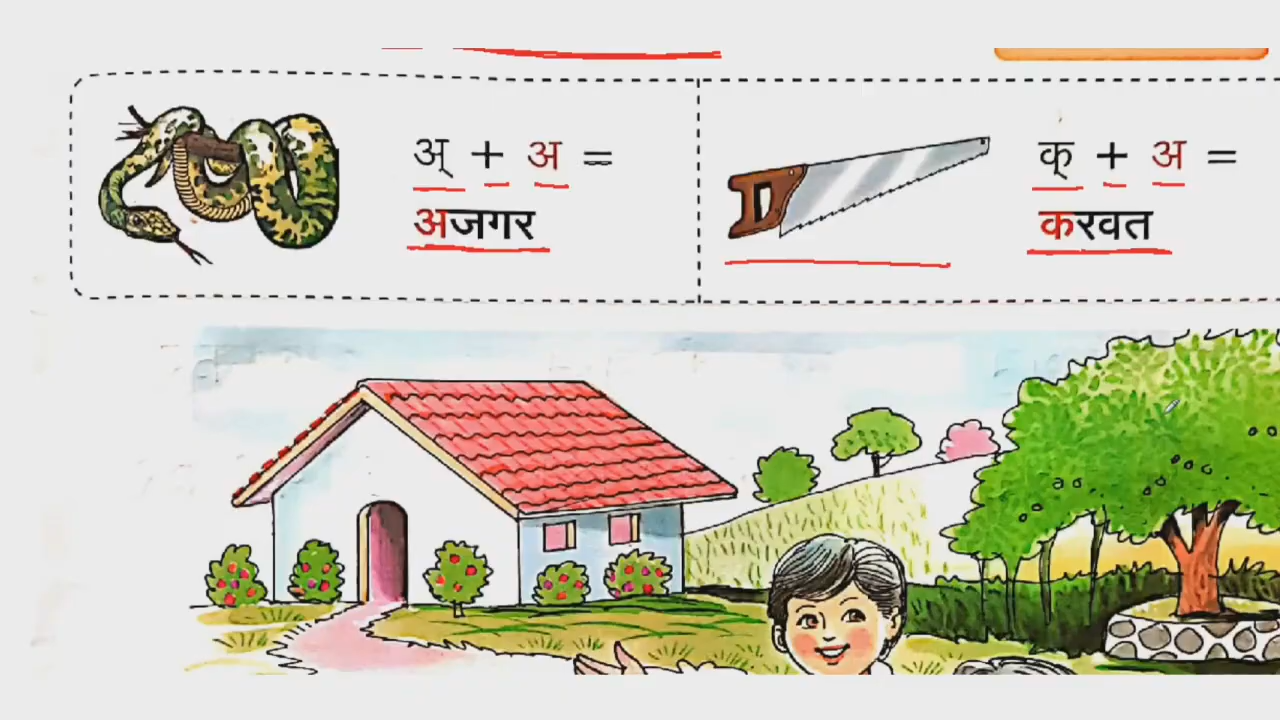 अ् + अ =
अजगर
क् + अ =
करवत